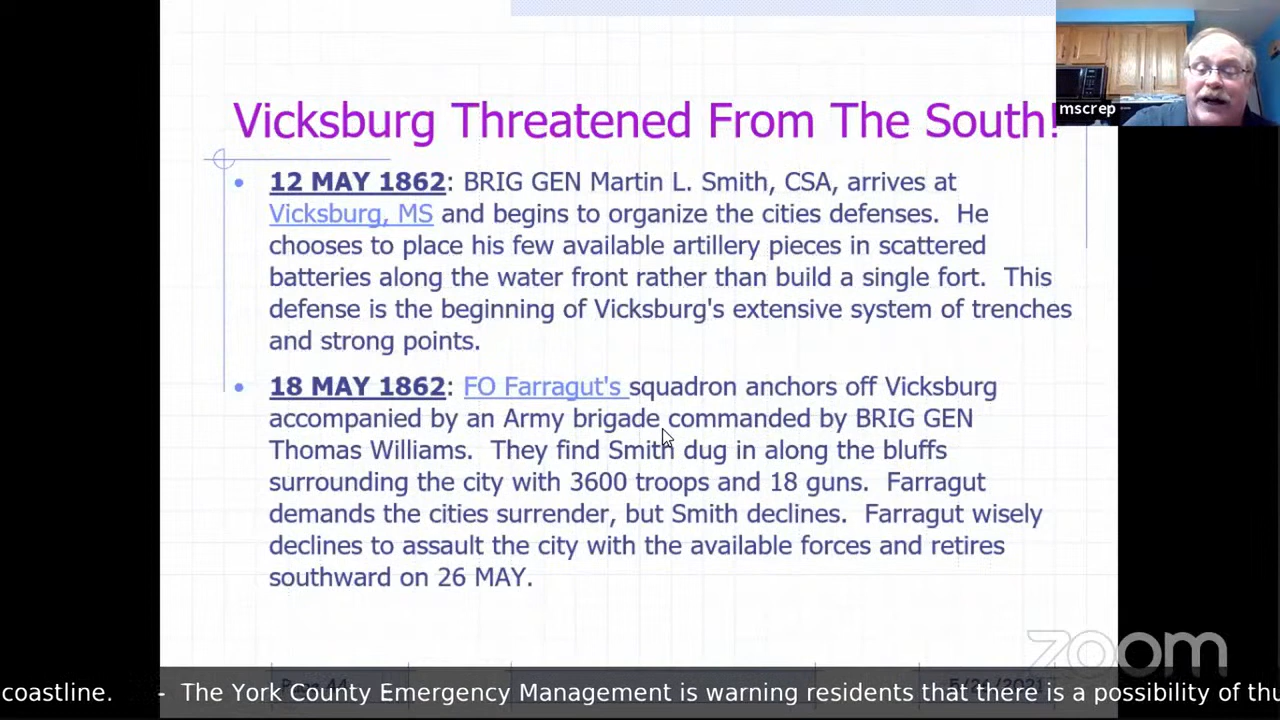 Vicksburg Threatened From The South!
mscrep
• 12 MAY 1862: BRIG GEN Martin L. Smith, CSA, arrives at
Vicksburg, MS and begins to organize the cities defenses. He
chooses to place his few available artillery pieces in scattered
batteries along the water front rather than build a single fort. This
defense is the beginning of Vicksburg's extensive system of trenches
and strong points.
• 18 MAY 1862: FO Farragut's squadron anchors off Vicksburg
accompanied by an Army brigade commanded by BRIG GEN
Thomas Williams. They find Smith dug in along the bluffs
surrounding the city with 3600 troops and 18 guns. Farragut
demands the cities surrender, but Smith declines. Farragut wisely
declines to assault the city with the available forces and retires
southward on 26 MAY.
zoom
Page 44
5/21/2021
coastline. - The York County Emergency Management is warning residents that there is a possibility of thu